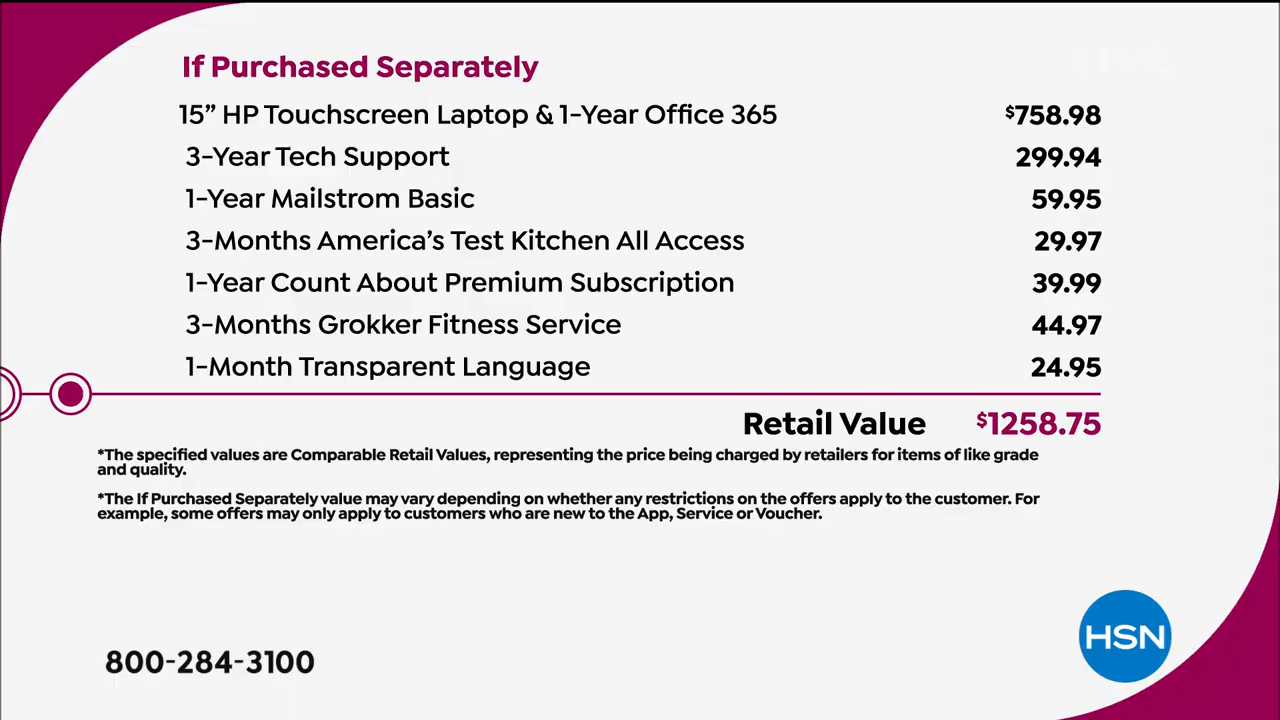 If Purchased Separately
15” HP Touchscreen Laptop & 1-Year Office 365 $758.98
3-Year Tech Support 299.94
1-Year Mailstrom Basic 59.95
3-Months America’s Test Kitchen All Access 29.97
1-Year Count About Premium Subscription 39.99
3-Months Grokker Fitness Service 44.97
1-Month Transparent Language 24.95
Retail Value $1258.75
*The specified values are Comparable Retail Values, representing the price being charged by retailers for items of like grade
and quality.
*The If Purchased Separately value may vary depending on whether any restrictions on the offers apply to the customer. For
example, some offers may only apply to customers who are new to the App, Service or Voucher.
HSN
800-284-3100